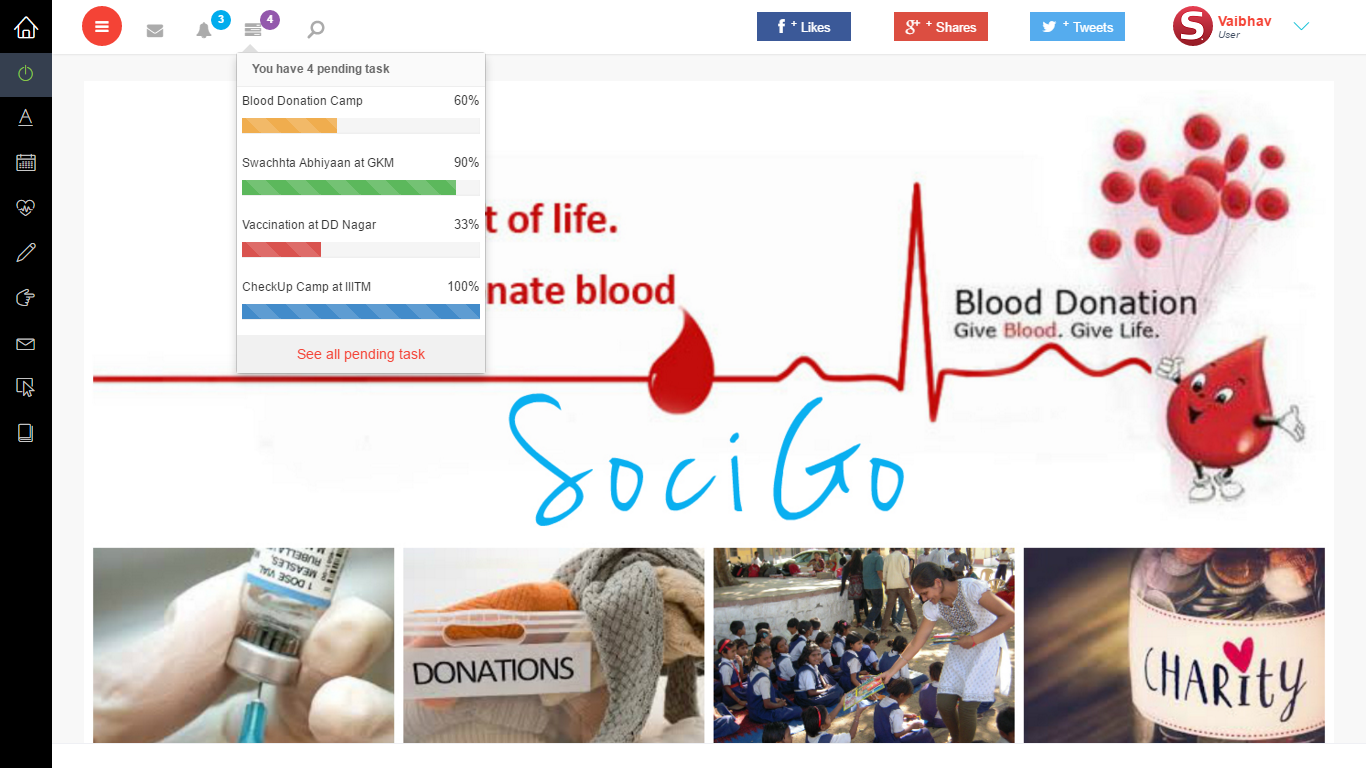 3
4
+ Likes
+ Shares
+ Tweets
Vaibhav
User
You have 4 pending task
Blood Donation Camp 60%
Swachhta Abhiyaan at GKM 90%
Vaccination at DD Nagar 33%
CheckUp Camp at IIITM 100%
See all pending task
t of life.
nate blood
Blood Donation
Give Blood. Give Life.
SociGo
1 DOSE VIAL
MEASLES,
RUBELLA
DONATIONS
CHARITY